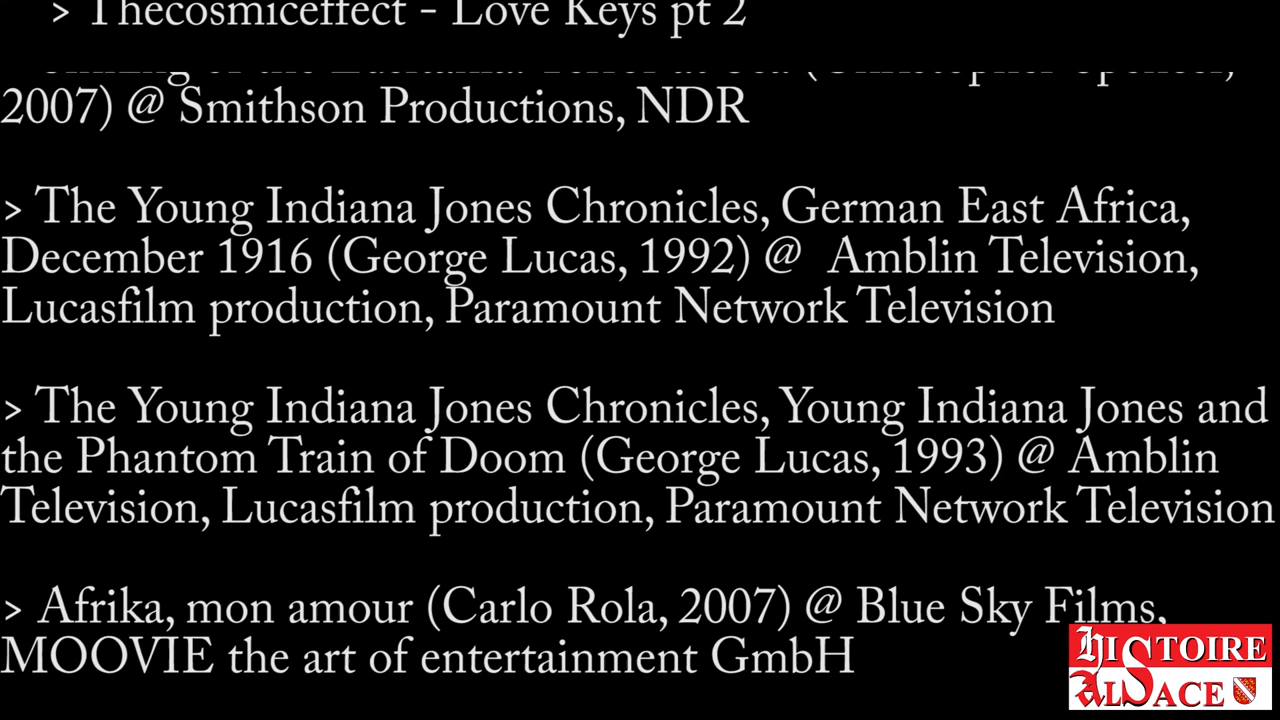 > Thecosmiceffect - Love Keys pt 2
2007) @ Smithson Productions, NDR
> The Young Indiana Jones Chronicles, German East Africa,
December 1916 (George Lucas, 1992) @ Amblin Television,
Lucasfilm production, Paramount Network Television
> The Young Indiana Jones Chronicles, Young Indiana Jones and
the Phantom Train of Doom (George Lucas, 1993) @ Amblin
Television, Lucasfilm production, Paramount Network Television
> Afrika, mon amour (Carlo Rola, 2007) @ Blue Sky Films,
MOOVIE the art of entertainment GmbH
HISTOIRE
ALSACE